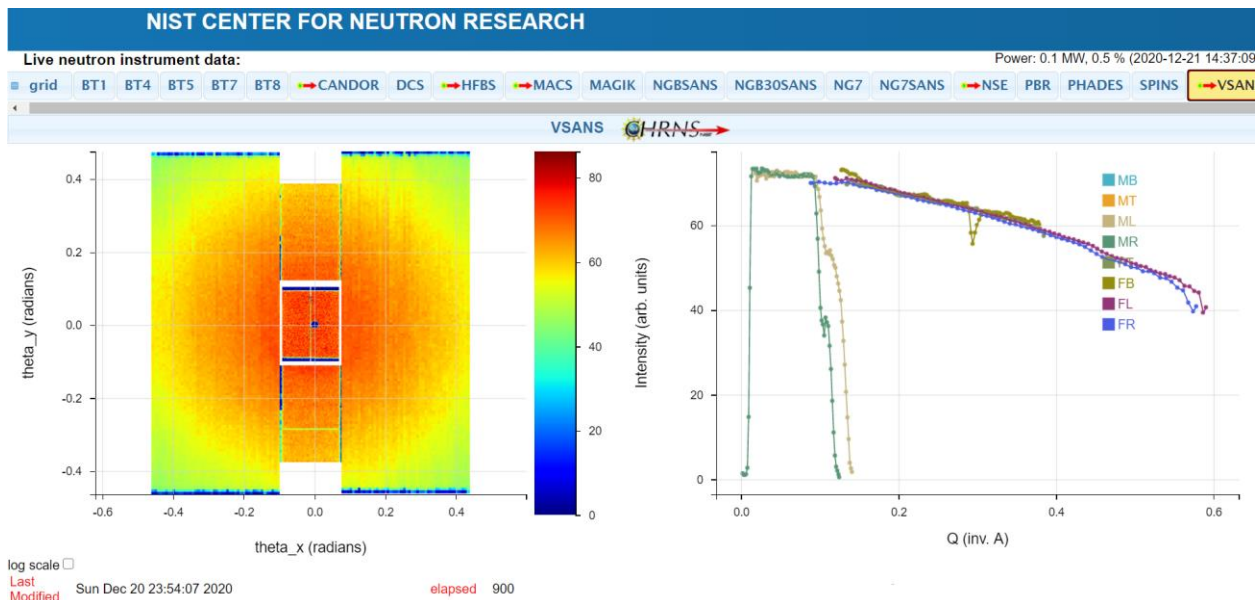 NIST CENTER FOR NEUTRON RESEARCH
Live neutron instrument data:
Power: 0.1 MW, 0.5 % (2020-12-21 14:37:09
grid BT1 BT4 BT5 BT7 BT8 CANDOR DCS HFBS MACS MAGIK NGBSANS NGB30SANS NG7 NG7SANS NSE PBR PHADES SPINS VSAN
VSANS CHRNS
0.4
0.2
0.0
-0.2
-0.4
theta_y (radians)
-0.6 -0.4 -0.2 0.0 0.2 0.4
theta_x (radians)
80
60
40
20
0
Intensity (arb. units)
60
40
20
0
0.0 0.2 0.4 0.6
Q (inv. A)
MB
MT
ML
MR
FB
FL
FR
log scale
Last
Modified
Sun Dec 20 23:54:07 2020
elapsed 900